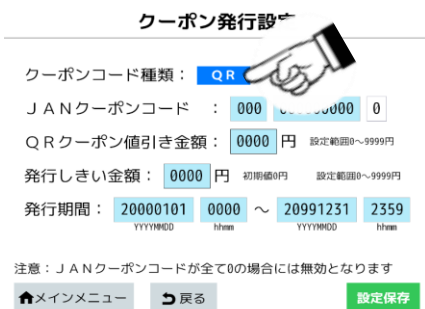 クーポン発行設定
クーポンコード種類： QR
JANクーポンコード ： 000 000000000 0
QRクーポン値引き金額： 0000 円 設定範囲0～9999円
発行しきい金額： 0000 円 初期値0円 設定範囲0～9999円
発行期間： 20000101 0000 ～ 20991231 2359
YYYYMMDD hhmm YYYYMMDD hhmm
注意：JANクーポンコードが全て0の場合には無効となります
メインメニュー 戻る 設定保存